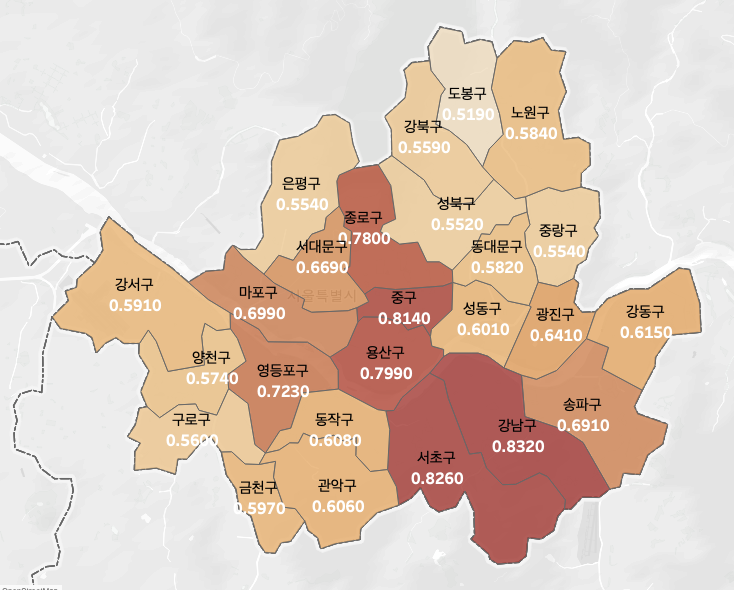 도봉구
0.5190
노원구
0.5840
강북구
0.5590
은평구
0.5540
성북구
0.5520
종로구
0.7800
중랑구
0.5540
서대문구
0.6690
동대문구
0.5820
강서구
0.5910
마포구
0.6990
서울특별시
중구
0.8140
성동구
0.6010
광진구
0.6410
강동구
0.6150
양천구
0.5740
영등포구
0.7230
용산구
0.7990
송파구
0.6910
구로구
0.5600
동작구
0.6080
강남구
0.8320
서초구
0.8260
금천구
0.5970
관악구
0.6060
OpenStreetMap